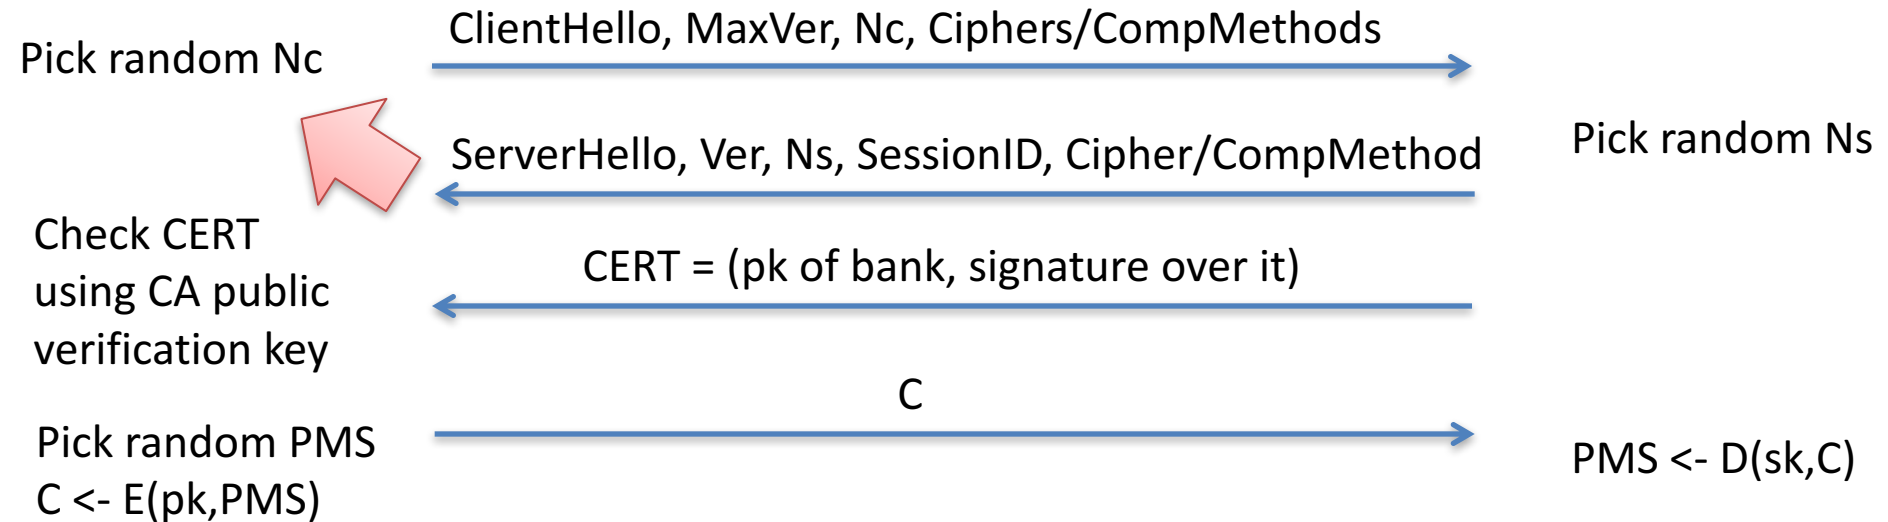 ClientHello, MaxVer, Nc, Ciphers/CompMethods
Pick random Nc
Pick random Ns
ServerHello, Ver, Ns, SessionID, Cipher/CompMethod
Check CERT
using CA public
verification key
CERT = (pk of bank, signature over it)
C
Pick random PMS
C <- E(pk,PMS)
PMS <- D(sk,C)